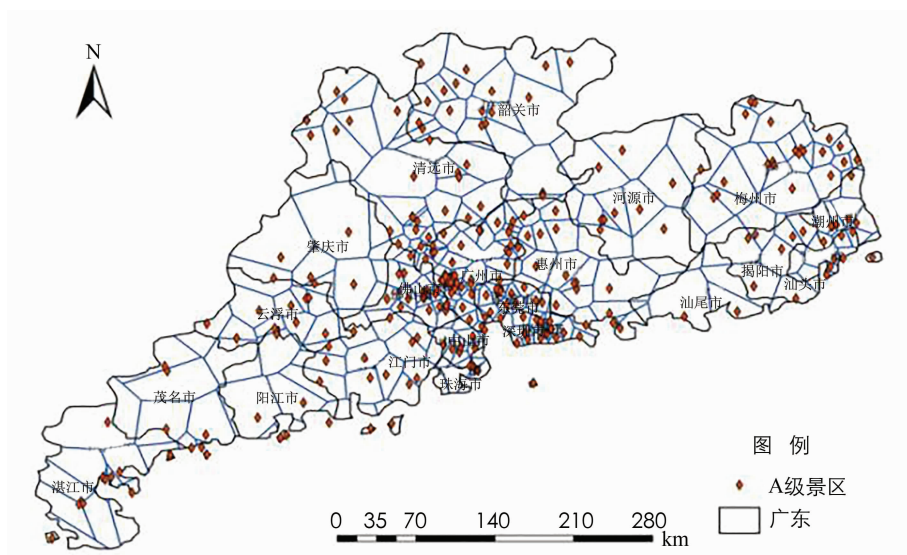 N
韶关市
清远市
河源市
梅州市
潮州市
肇庆市
惠州市
揭阳市
广州市
汕头市
佛山市
东莞市
汕尾市
云浮市
深圳市
中山市
江门市
珠海市
茂名市
阳江市
湛江市
图 例
A级景区
广东
0 35 70 140 210 280
km